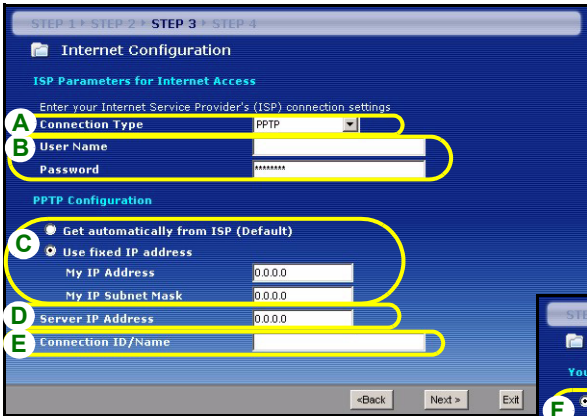 STEP 1 STEP 2 STEP 3 STEP 4
Internet Configuration
ISP Parameters for Internet Access
Enter your Internet Service Provider's (ISP) connection settings
A Connection Type PPTP
B User Name
Password ********
PPTP Configuration
C Get automatically from ISP (Default)
Use fixed IP address
My IP Address 0.0.0.0
My IP Subnet Mask 0.0.0.0
D Server IP Address 0.0.0.0
E Connection ID/Name
<Back Next > Exit
STE
You
F